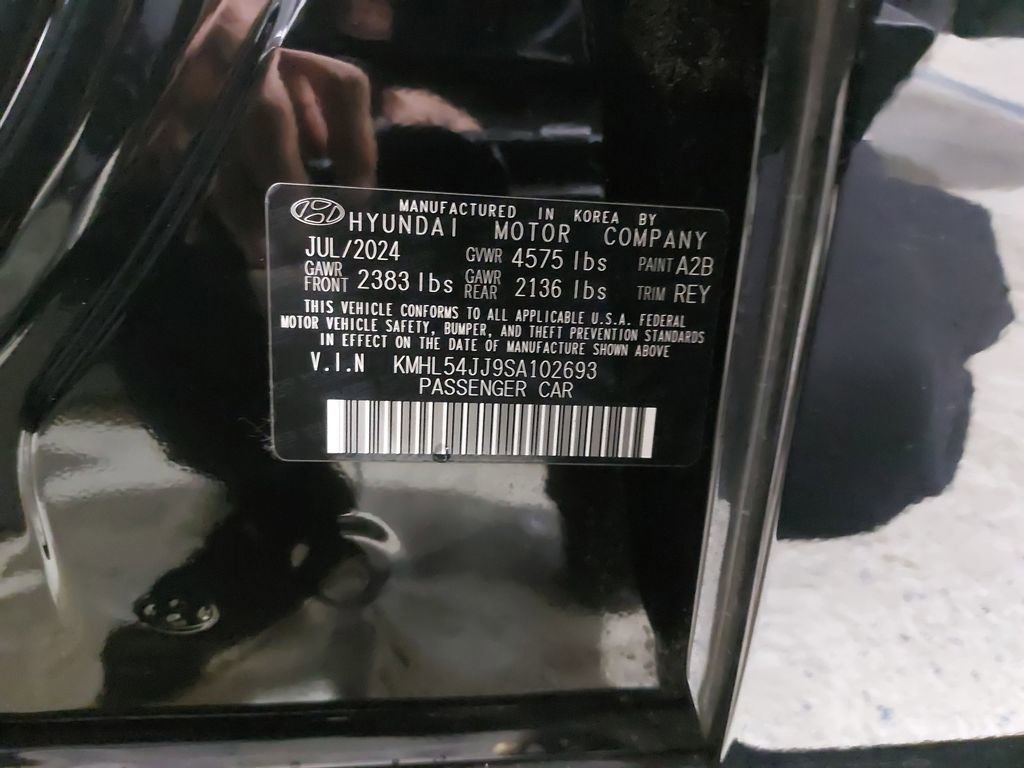 MANUFACTURED IN KOREA BY
HYUNDAI MOTOR COMPANY
JUL/2024 GVWR 4575 lbs PAINT A2B
GAWR FRONT 2383 lbs GAWR REAR 2136 lbs TRIM REY
THIS VEHICLE CONFORMS TO ALL APPLICABLE U.S.A. FEDERAL
MOTOR VEHICLE SAFETY, BUMPER, AND THEFT PREVENTION STANDARDS
IN EFFECT ON THE DATE OF MANUFACTURE SHOWN ABOVE
V.I.N KMHL54JJ9SA102693
PASSENGER CAR